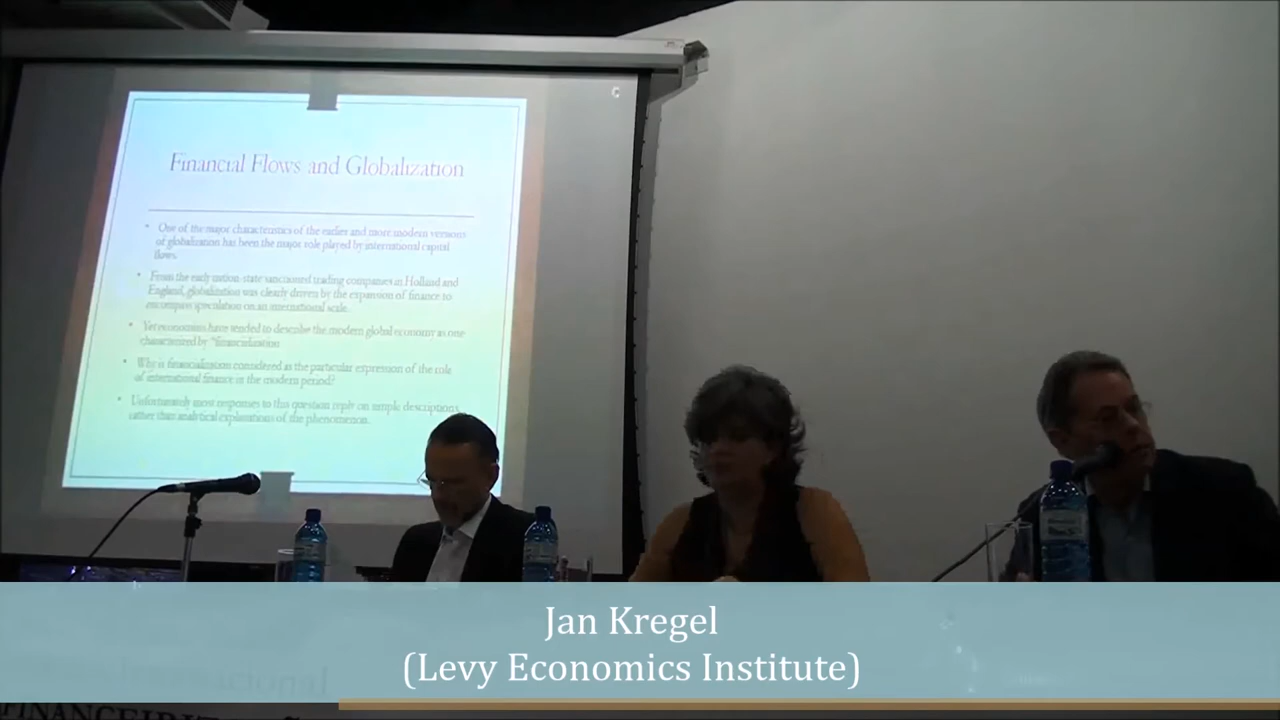 Financial Flows and Globalization
One of the major characteristics of the earlier and more modern versions
of globalization has been the major role played by international capital
flows.
From the early nation-state sanctioned trading companies in Holland and
England, globalization was clearly driven by the expansion of finance to
encompass speculation on an international scale.
Yet economists have tended to describe the modern global economy as one
characterized by "financialization
Why is financialization considered as the particular expression of the role
of international finance in the modern period?
Unfortunately most responses to this question reply on simple descriptions,
rather than analytical explanations of the phenomenon.
Jan Kregel
(Levy Economics Institute)